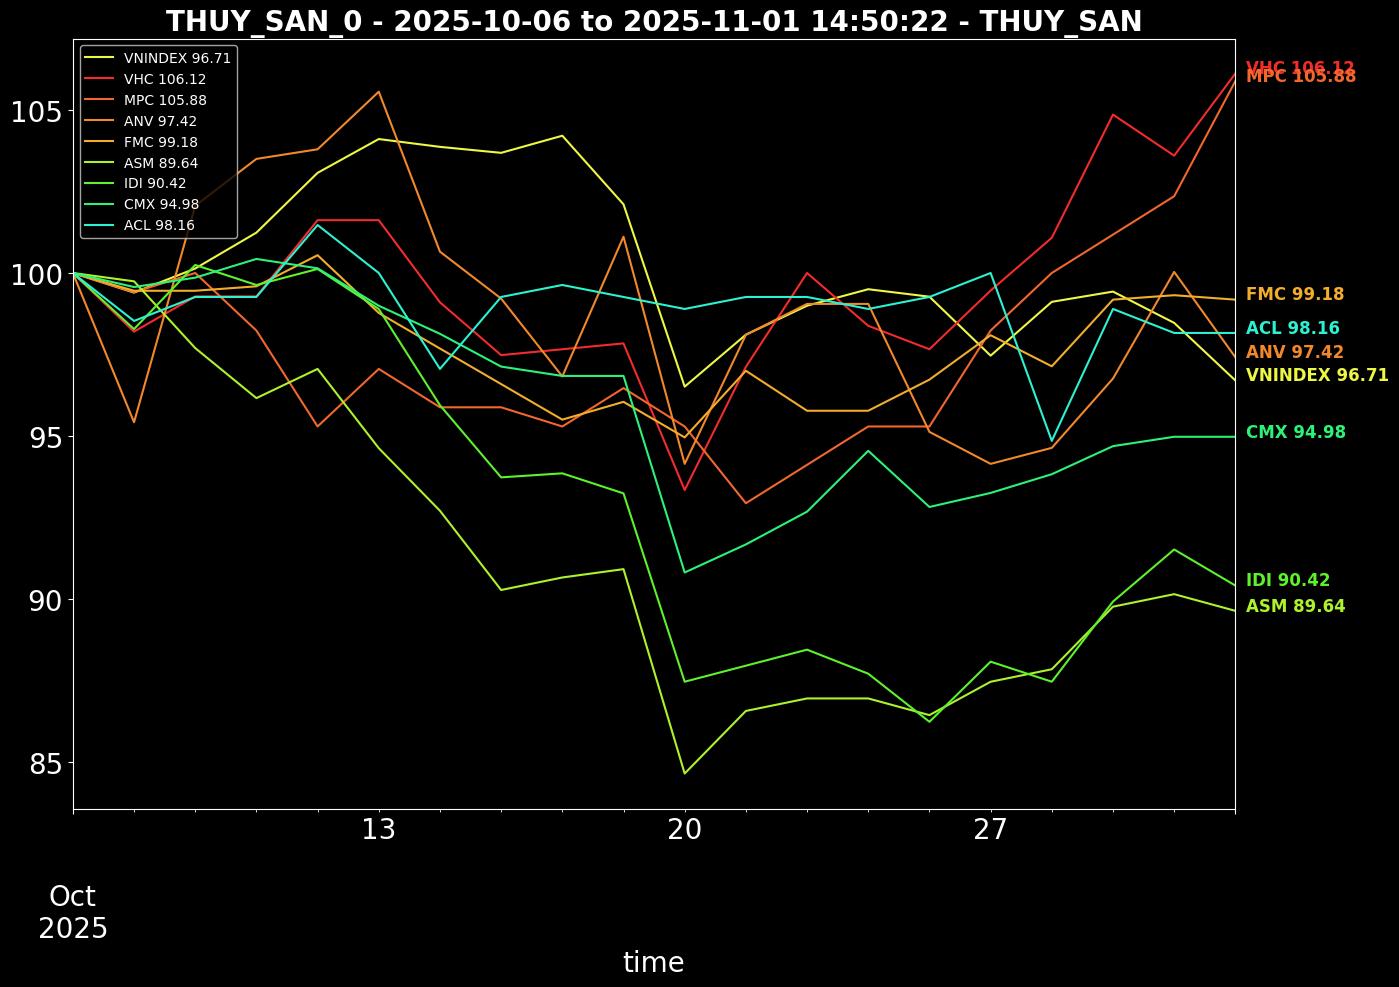 THUY_SAN_0 - 2025-10-06 to 2025-11-01 14:50:22 - THUY_SAN
VNINDEX 96.71
VHC 106.12
MPC 105.88
ANV 97.42
FMC 99.18
ASM 89.64
IDI 90.42
CMX 94.98
ACL 98.16
105
100
95
90
85
VHC 106.12
MPC 105.88
FMC 99.18
ACL 98.16
ANV 97.42
VNINDEX 96.71
CMX 94.98
IDI 90.42
ASM 89.64
13
20
27
Oct
2025
time